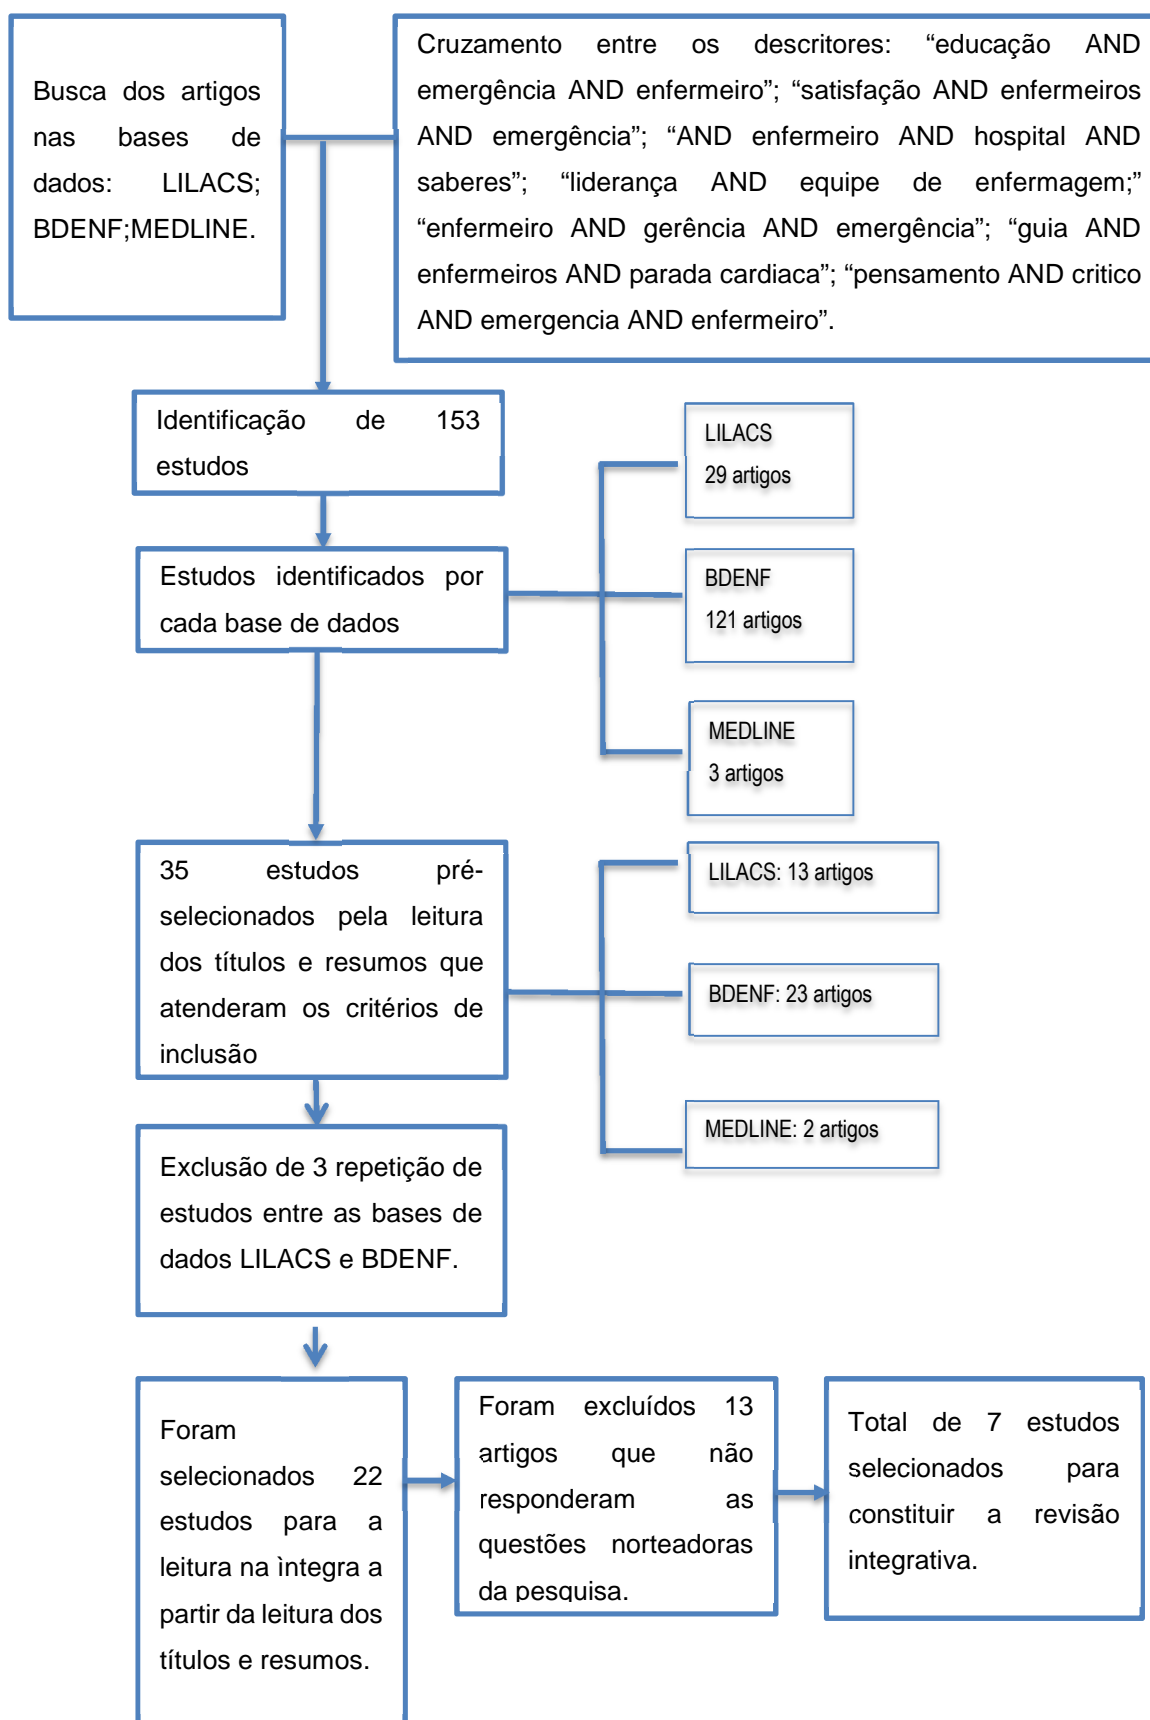 Busca dos artigos
nas bases de
dados: LILACS;
BDENF;MEDLINE.
Cruzamento entre os descritores: “educação AND
emergência AND enfermeiro”; “satisfação AND enfermeiros
AND emergência”; “AND enfermeiro AND hospital AND
saberes”; “liderança AND equipe de enfermagem;”
“enfermeiro AND gerência AND emergência”; “guia AND
enfermeiros AND parada cardiaca”; “pensamento AND critico
AND emergencia AND enfermeiro”.
Identificação de 153
estudos
LILACS
29 artigos
Estudos identificados por
cada base de dados
BDENF
121 artigos
MEDLINE
3 artigos
35 estudos pré-
selecionados pela leitura
dos títulos e resumos que
atenderam os critérios de
inclusão
LILACS: 13 artigos
BDENF: 23 artigos
MEDLINE: 2 artigos
Exclusão de 3 repetição de
estudos entre as bases de
dados LILACS e BDENF.
Foram
selecionados 22
estudos para a
leitura na ìntegra a
partir da leitura dos
títulos e resumos.
Foram excluídos 13
artigos que não
responderam as
questões norteadoras
da pesquisa.
Total de 7 estudos
selecionados para
constituir a revisão
integrativa.